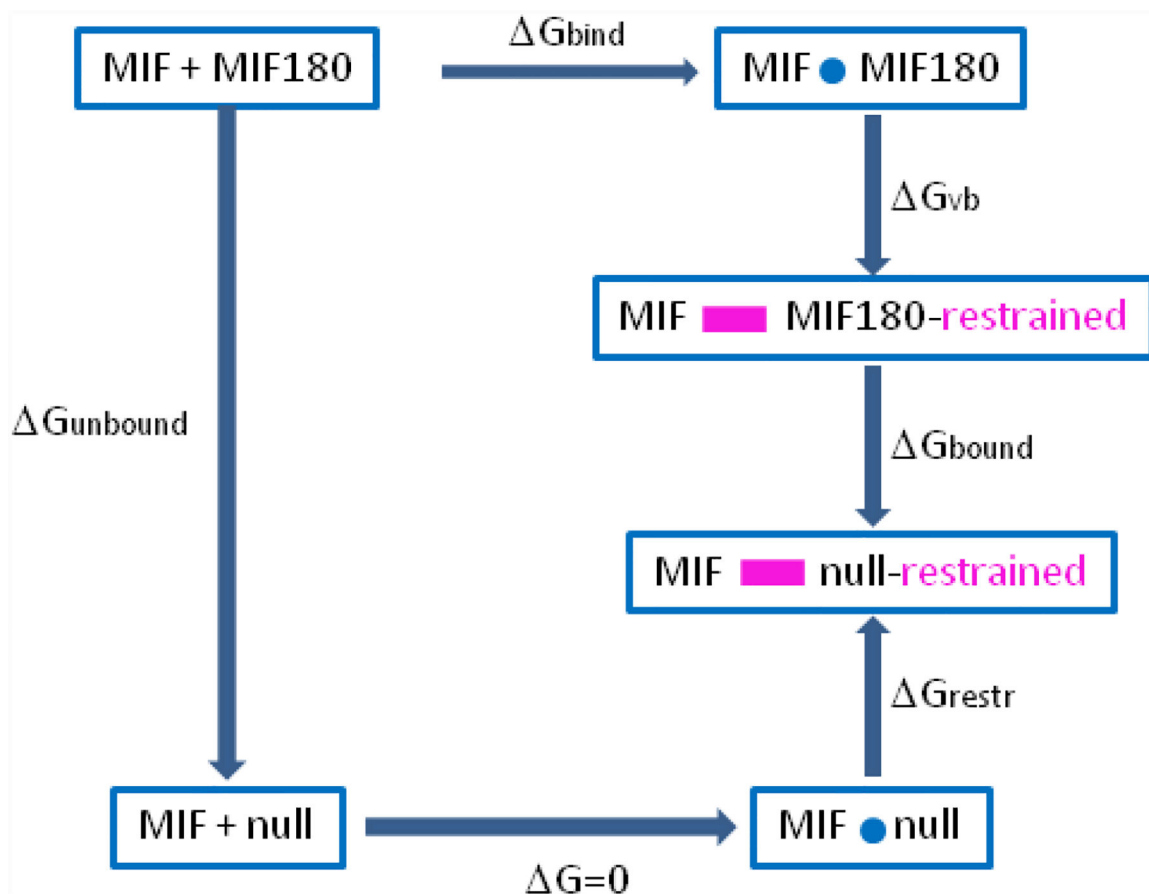 ΔGbind
MIF + MIF180
MIF ● MIF180
ΔGvb
MIF MIF180-restrained
ΔGunbound
ΔGbound
MIF null-restrained
ΔGrestr
MIF + null
MIF ● null
ΔG=0